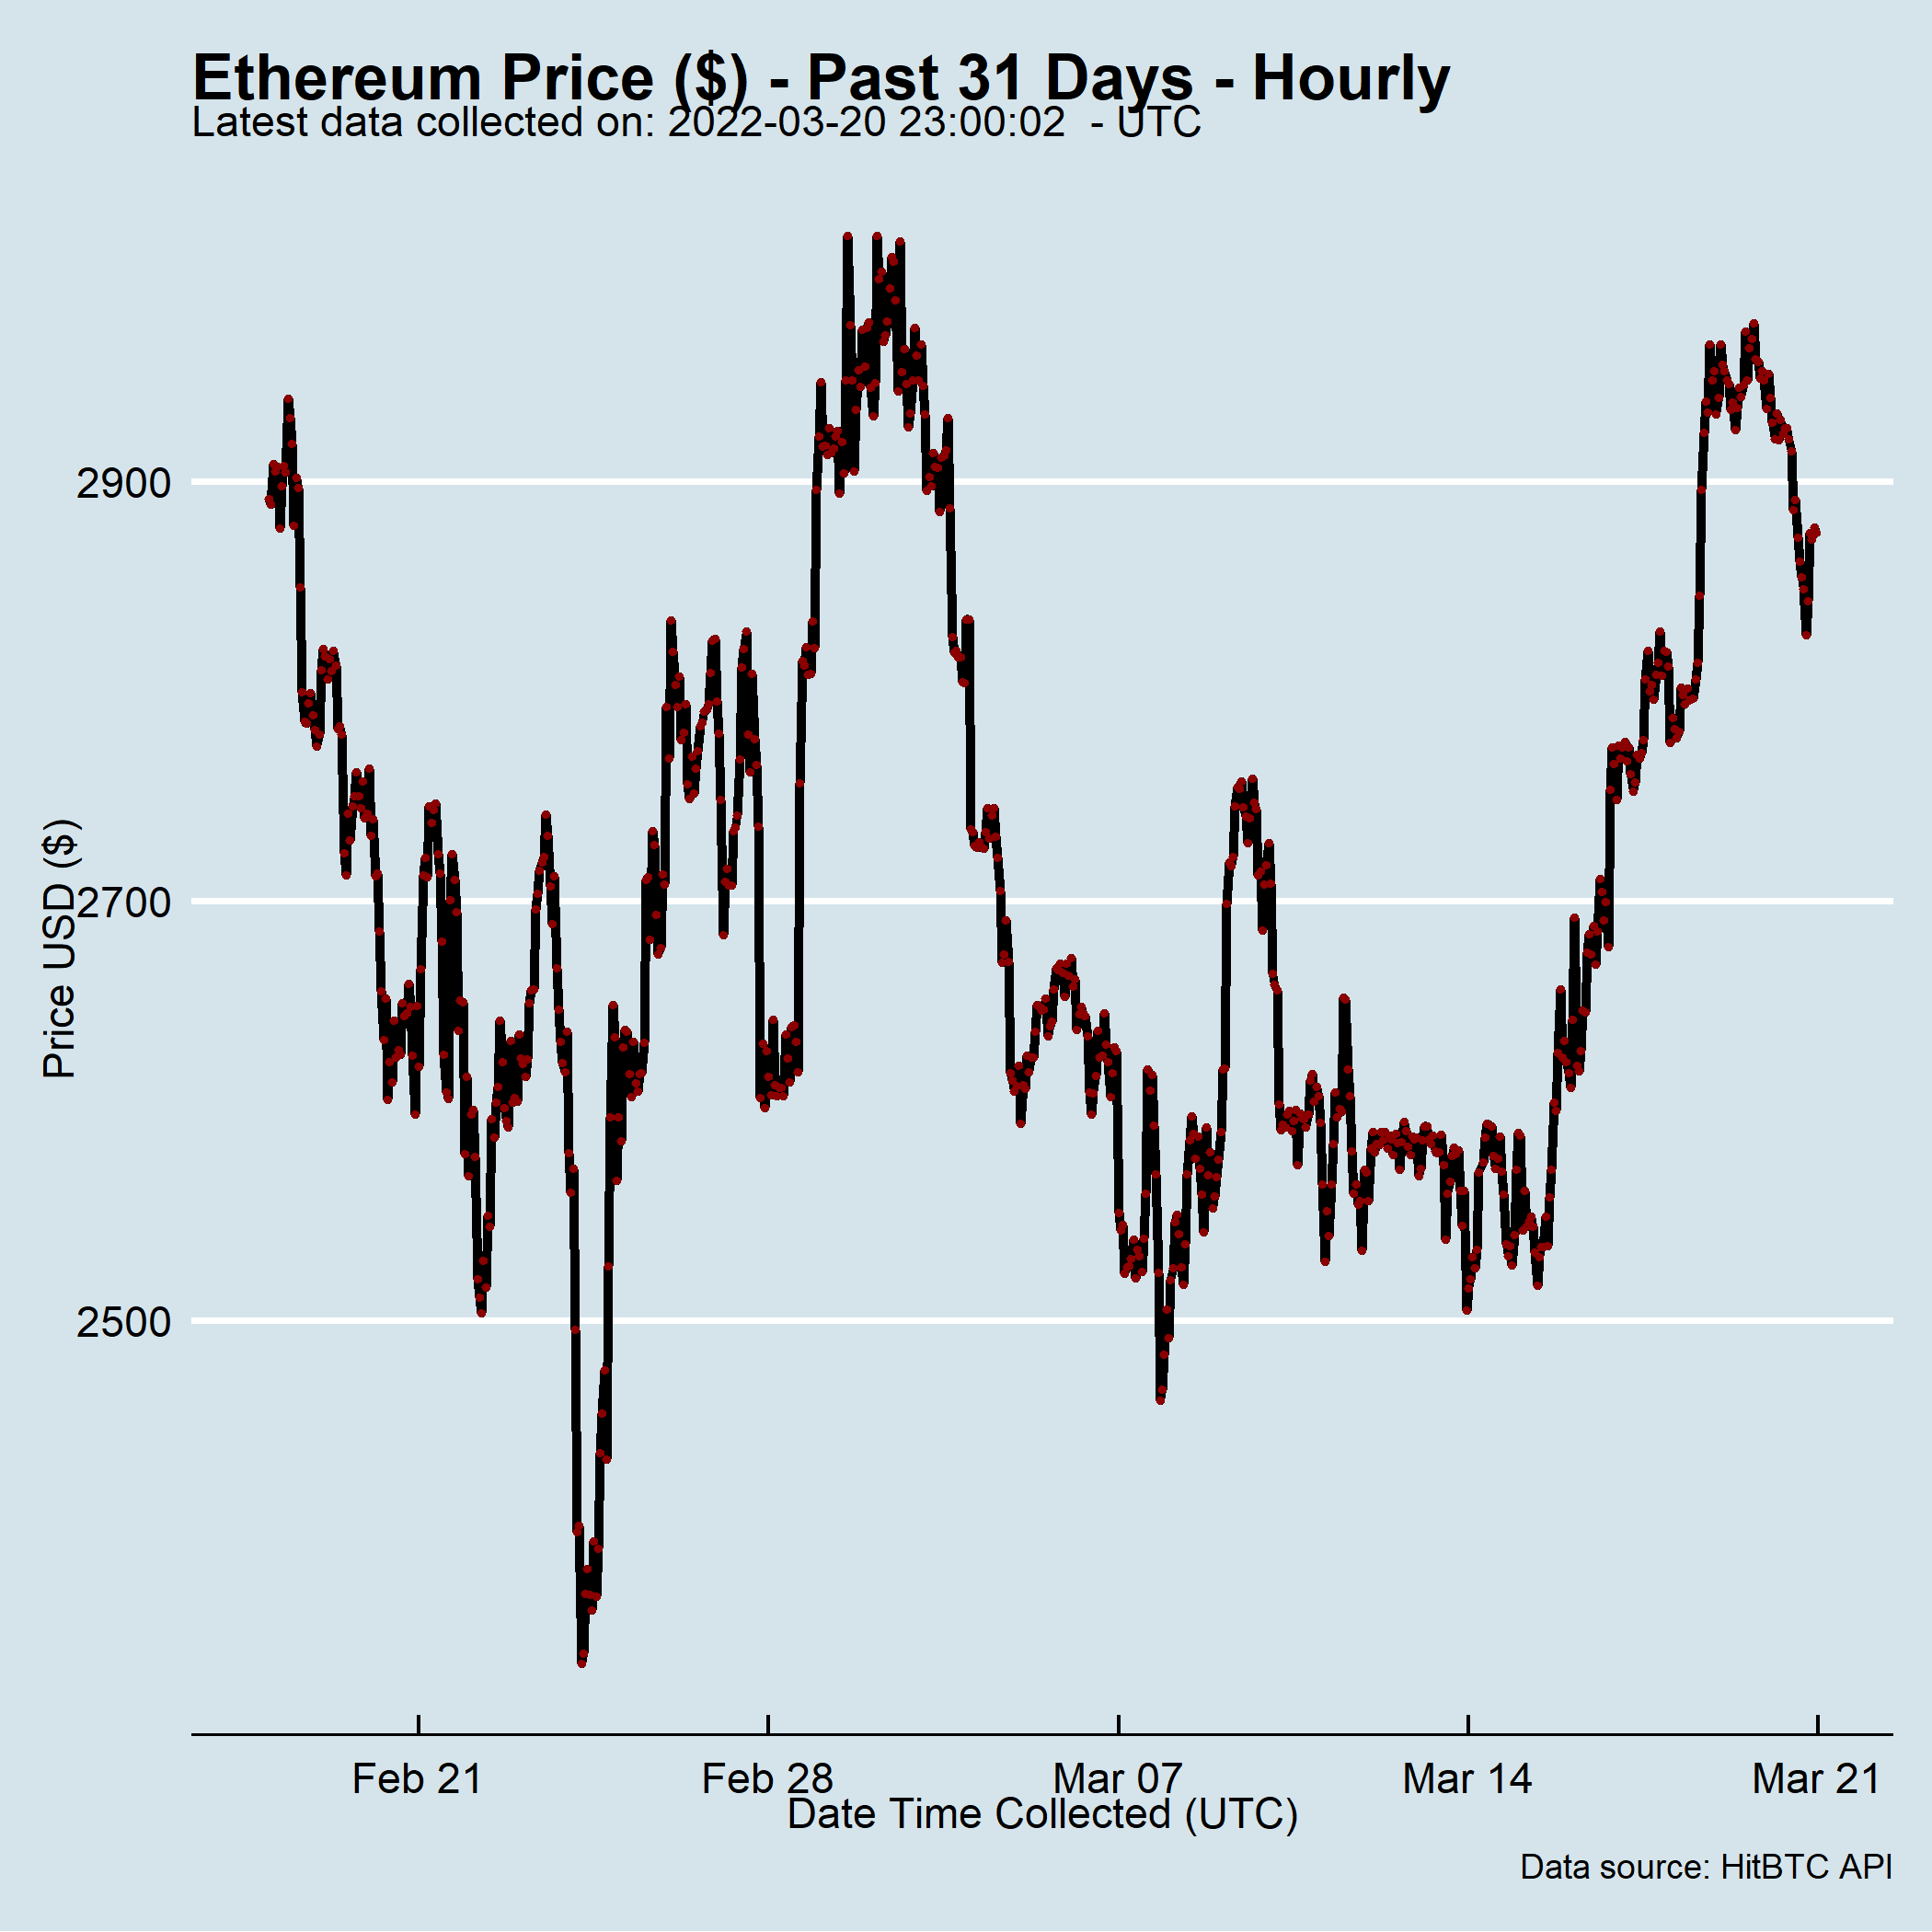 Ethereum Price ($) - Past 31 Days - Hourly
Latest data collected on: 2022-03-20 23:00:02  - UTC
2900
2700
2500
Price USD ($)
Feb 21
Feb 28
Mar 07
Mar 14
Mar 21
Date Time Collected (UTC)
Data source: HitBTC API